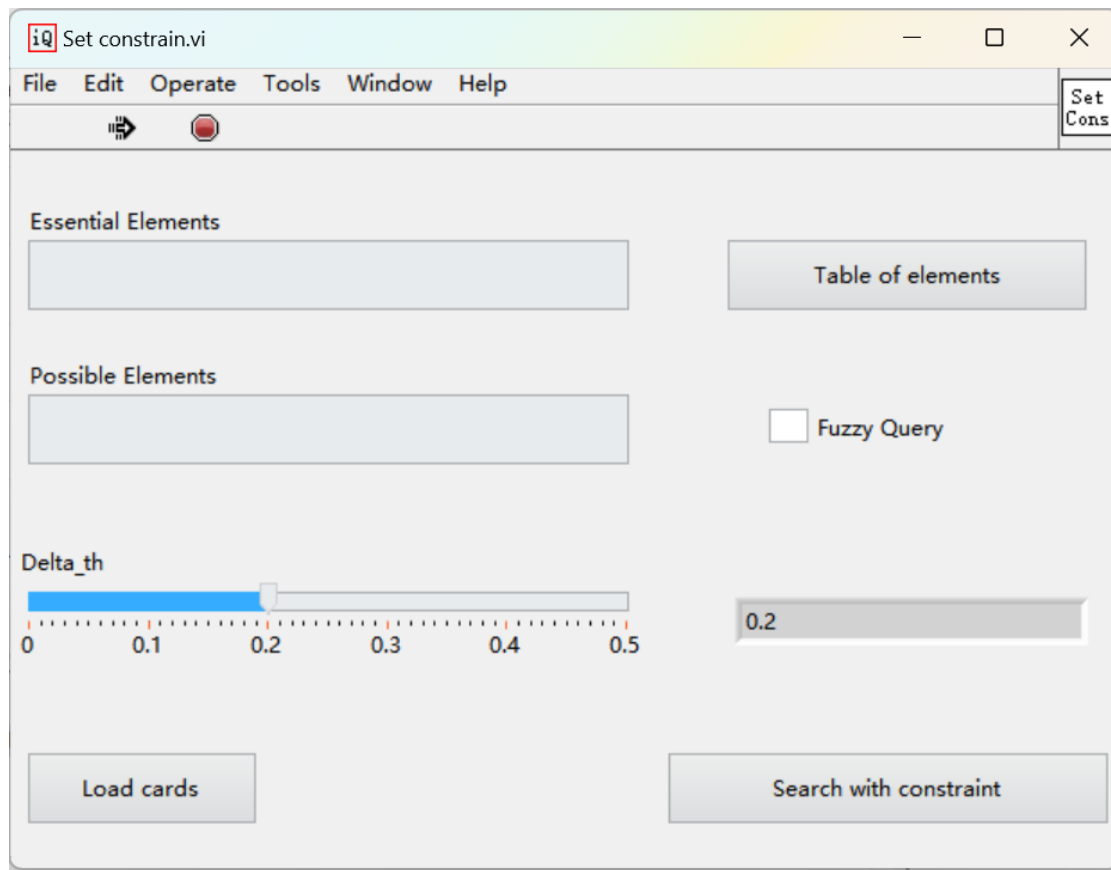 iQ Set constrain.vi
File Edit Operate Tools Window Help
Set
Cons
Essential Elements
Table of elements
Possible Elements
Fuzzy Query
Delta_th
0.2
0 0.1 0.2 0.3 0.4 0.5
Load cards
Search with constraint